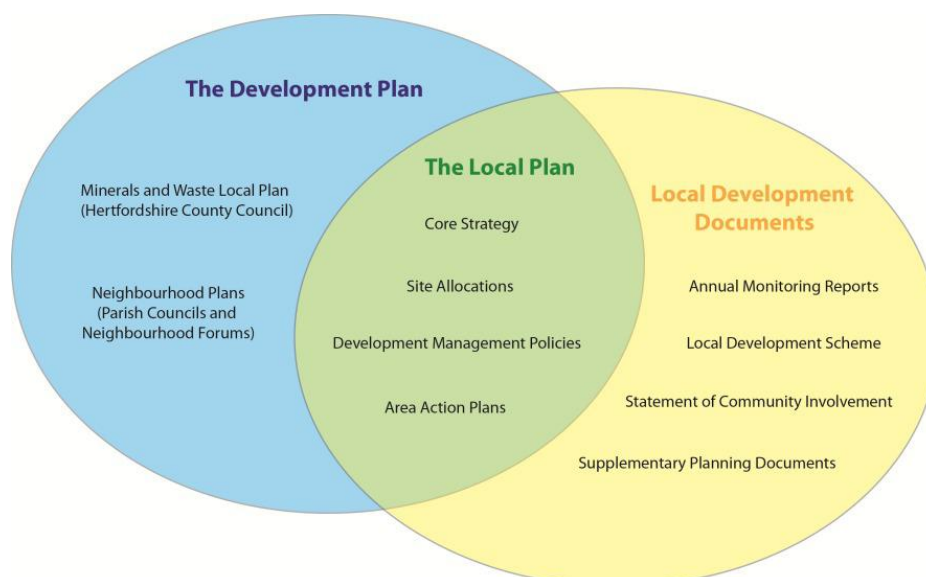 The Development Plan
Minerals and Waste Local Plan
(Hertfordshire County Council)
Neighbourhood Plans
(Parish Councils and
Neighbourhood Forums)
The Local Plan
Core Strategy
Site Allocations
Development Management Policies
Area Action Plans
Local Development
Documents
Annual Monitoring Reports
Local Development Scheme
Statement of Community Involvement
Supplementary Planning Documents